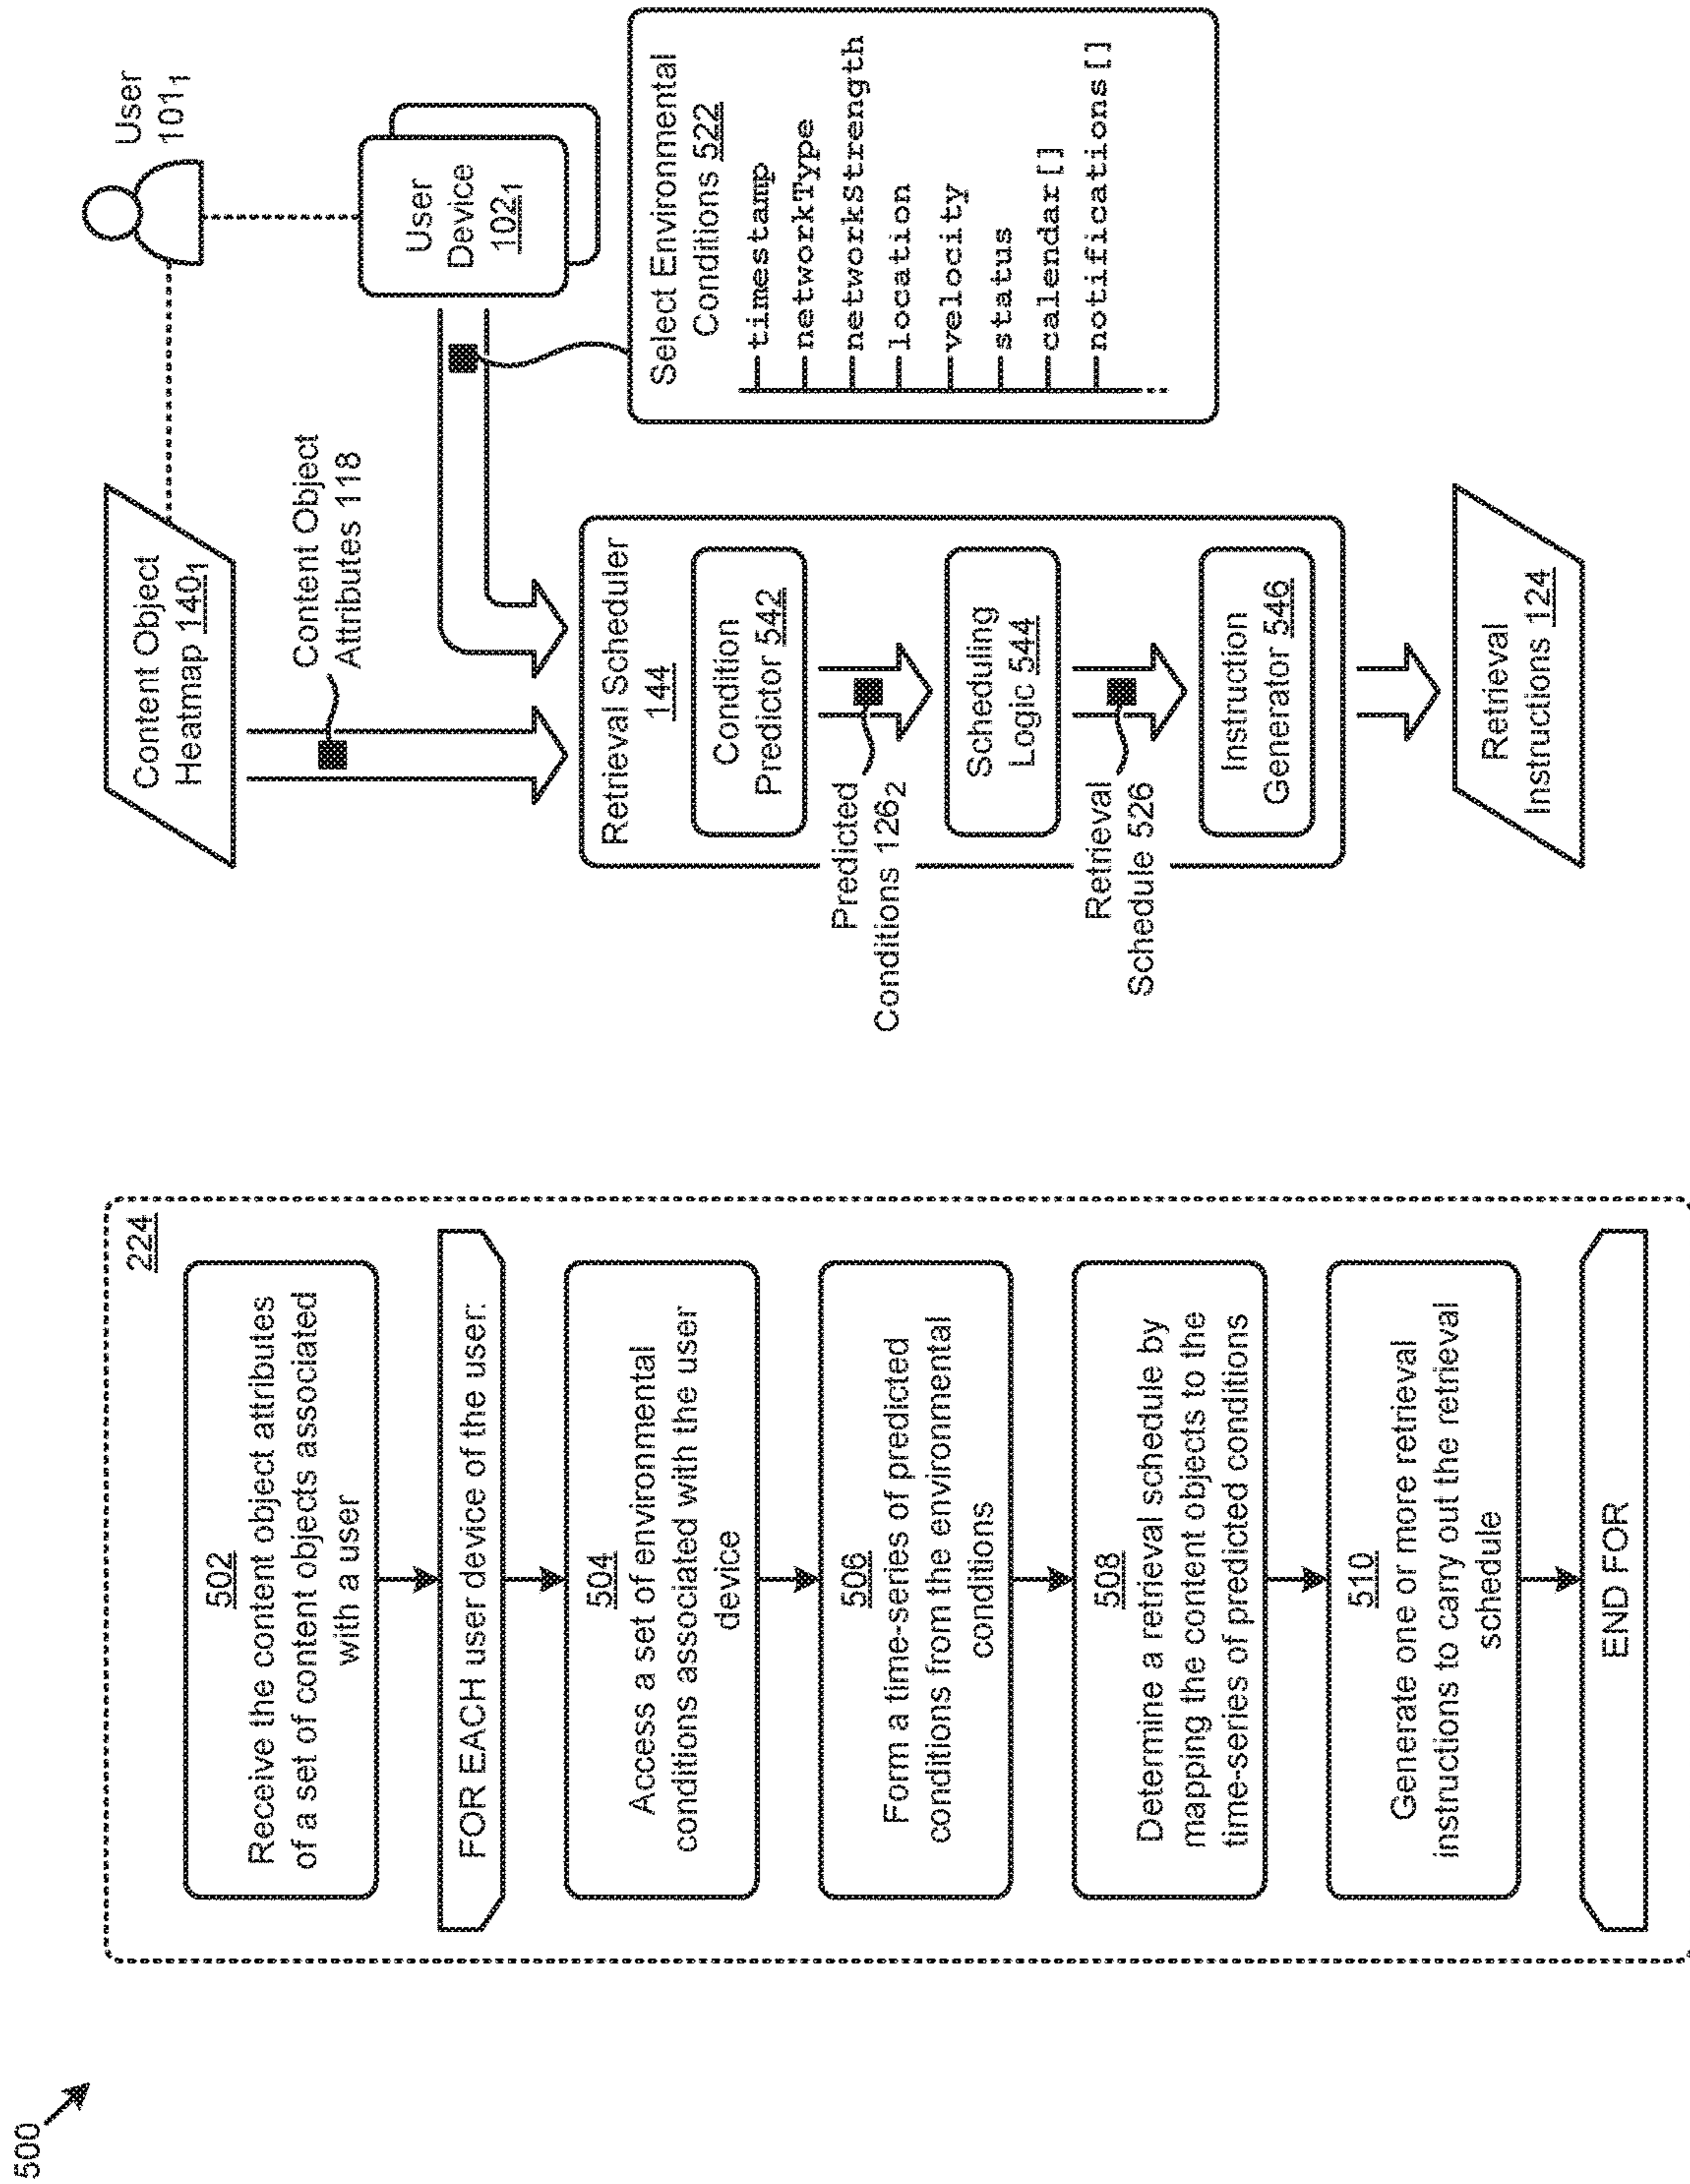 500
224
502
Receive the content object attributes
of a set of content objects associated
with a user
FOR EACH user device of the user:
504
Access a set of environmental
conditions associated with the user
device
506
Form a time-series of predicted
conditions from the environmental
conditions
508
Determine a retrieval schedule by
mapping the content objects to the
time-series of predicted conditions
510
Generate one or more retrieval
instructions to carry out the retrieval
schedule
END FOR
Content Object
Heatmap 140₁
User
101₁
Content Object
Attributes 118
User
Device
102₁
Select Environmental
Conditions 522
timestamp
networkType
networkStrength
location
velocity
status
calendar[]
notifications[]
Retrieval Scheduler
144
Condition
Predictor 542
Predicted
Conditions 126₂
Scheduling
Logic 544
Retrieval
Schedule 526
Instruction
Generator 546
Retrieval
Instructions 124